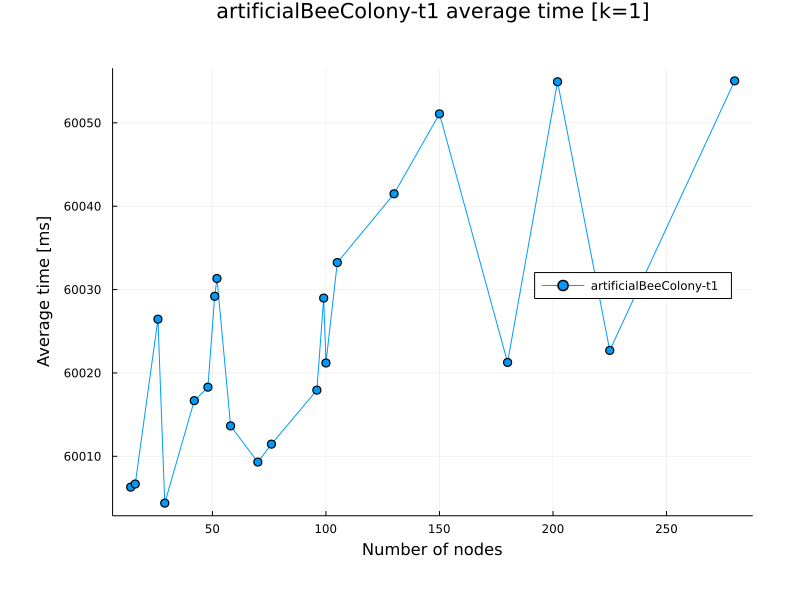 artificialBeeColony-t1 average time [k=1]
Average time [ms]
60050
60040
60030
60020
60010
artificialBeeColony-t1
50 100 150 200 250
Number of nodes